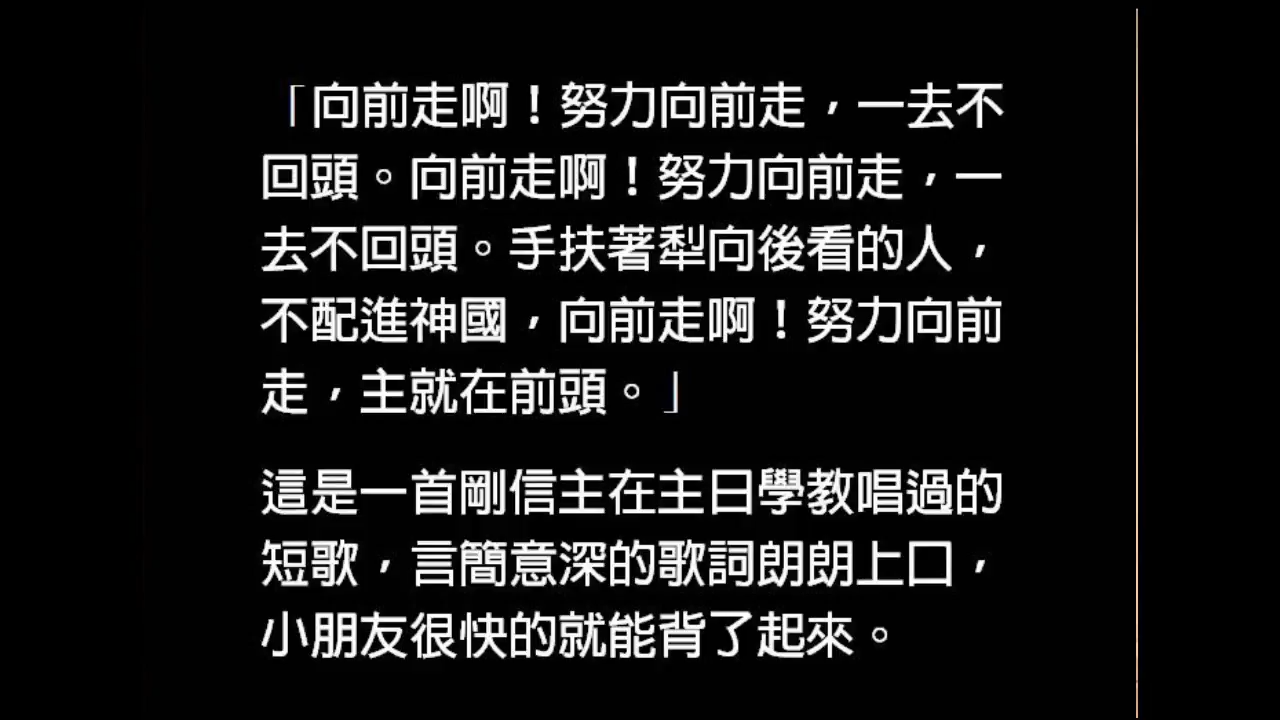 「向前走啊！努力向前走，一去不
回頭。向前走啊！努力向前走，一
去不回頭。手扶著犁向後看的人，
不配進神國，向前走啊！努力向前
走，主就在前頭。」
這是一首剛信主在主日學教唱過的
短歌，言簡意深的歌詞朗朗上口，
小朋友很快的就能背了起來。